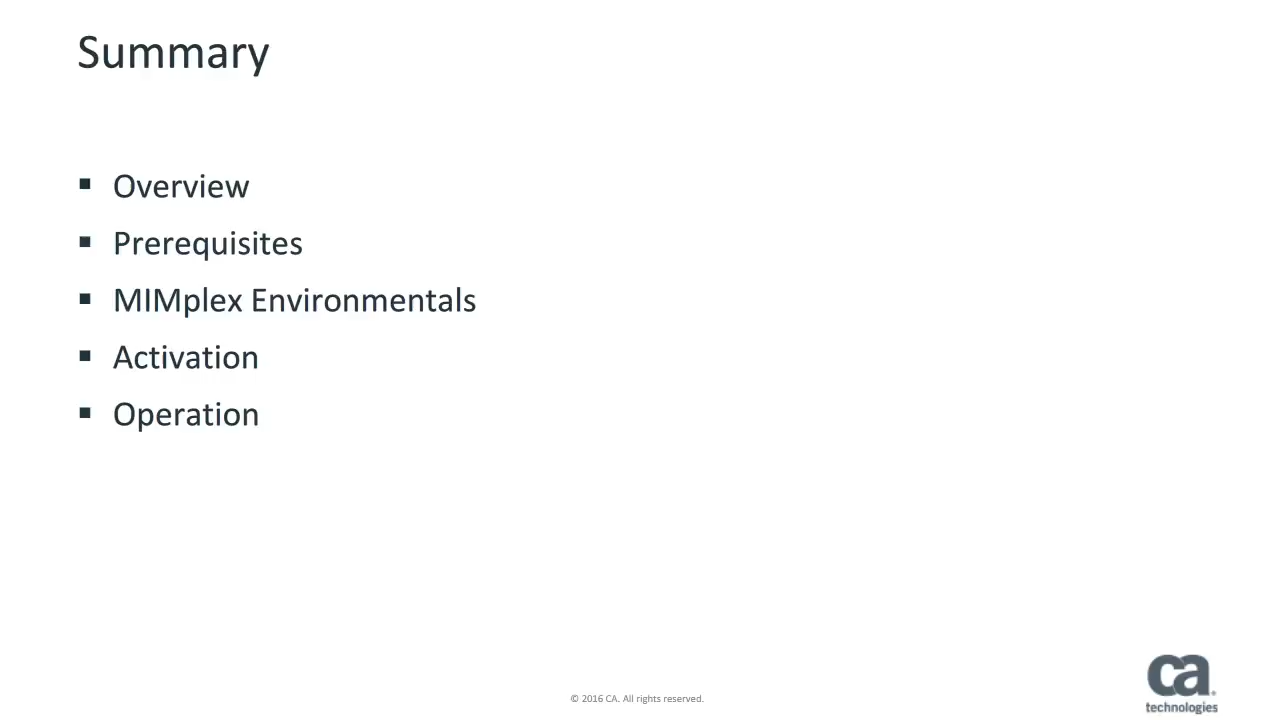 Summary
▪ Overview
▪ Prerequisites
▪ MIMplex Environmentals
▪ Activation
▪ Operation
© 2016 CA. All rights reserved.
ca
technologies